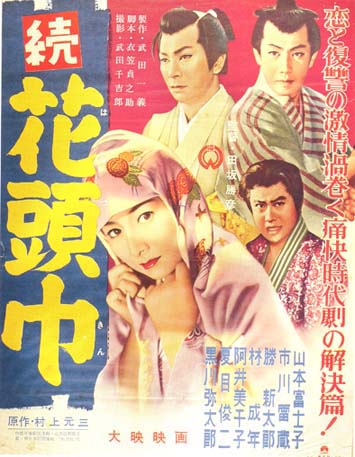 恋と復讐の激情渦巻く痛快時代劇の解決篇！
製作・武田一義
脚本・衣笠貞之助
撮影・武田千吉郎
監督 田坂勝彦
続
花頭巾
はな
きん
原作・村上元三
山本富士子
市川雷蔵
勝新太郎
林成年
阿井美千子
夏目俊二
黒川弥太郎
大映映画